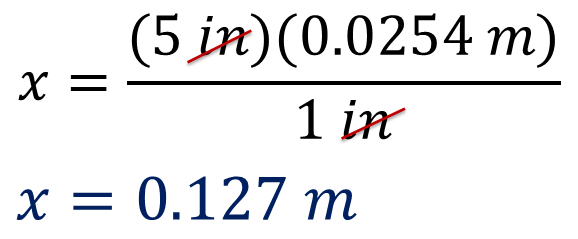 x = (5 in)(0.0254 m) / 1 in
x = 0.127 m